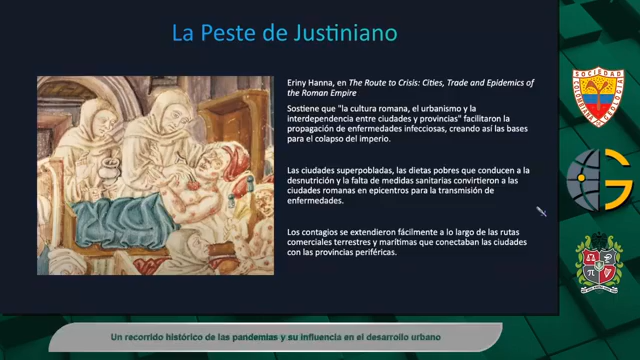 La Peste de Justiniano
Eriny Hanna, en The Route to Crisis: Cities, Trade and Epidemics of
the Roman Empire
Sostiene que "la cultura romana, el urbanismo y la
interdependencia entre ciudades y provincias" facilitaron la
propagación de enfermedades infecciosas, creando así las bases
para el colapso del imperio.
Las ciudades superpobladas, las dietas pobres que conducen a la
desnutrición y la falta de medidas sanitarias convirtieron a las
ciudades romanas en epicentros para la transmisión de
enfermedades.
Los contagios se extendieron fácilmente a lo largo de las rutas
comerciales terrestres y marítimas que conectaban las ciudades
con las provincias periféricas.
SOCIEDAD
COLOMBIANA
GEOLOGIA
Un recorrido histórico de las pandemias y su influencia en el desarrollo urbano